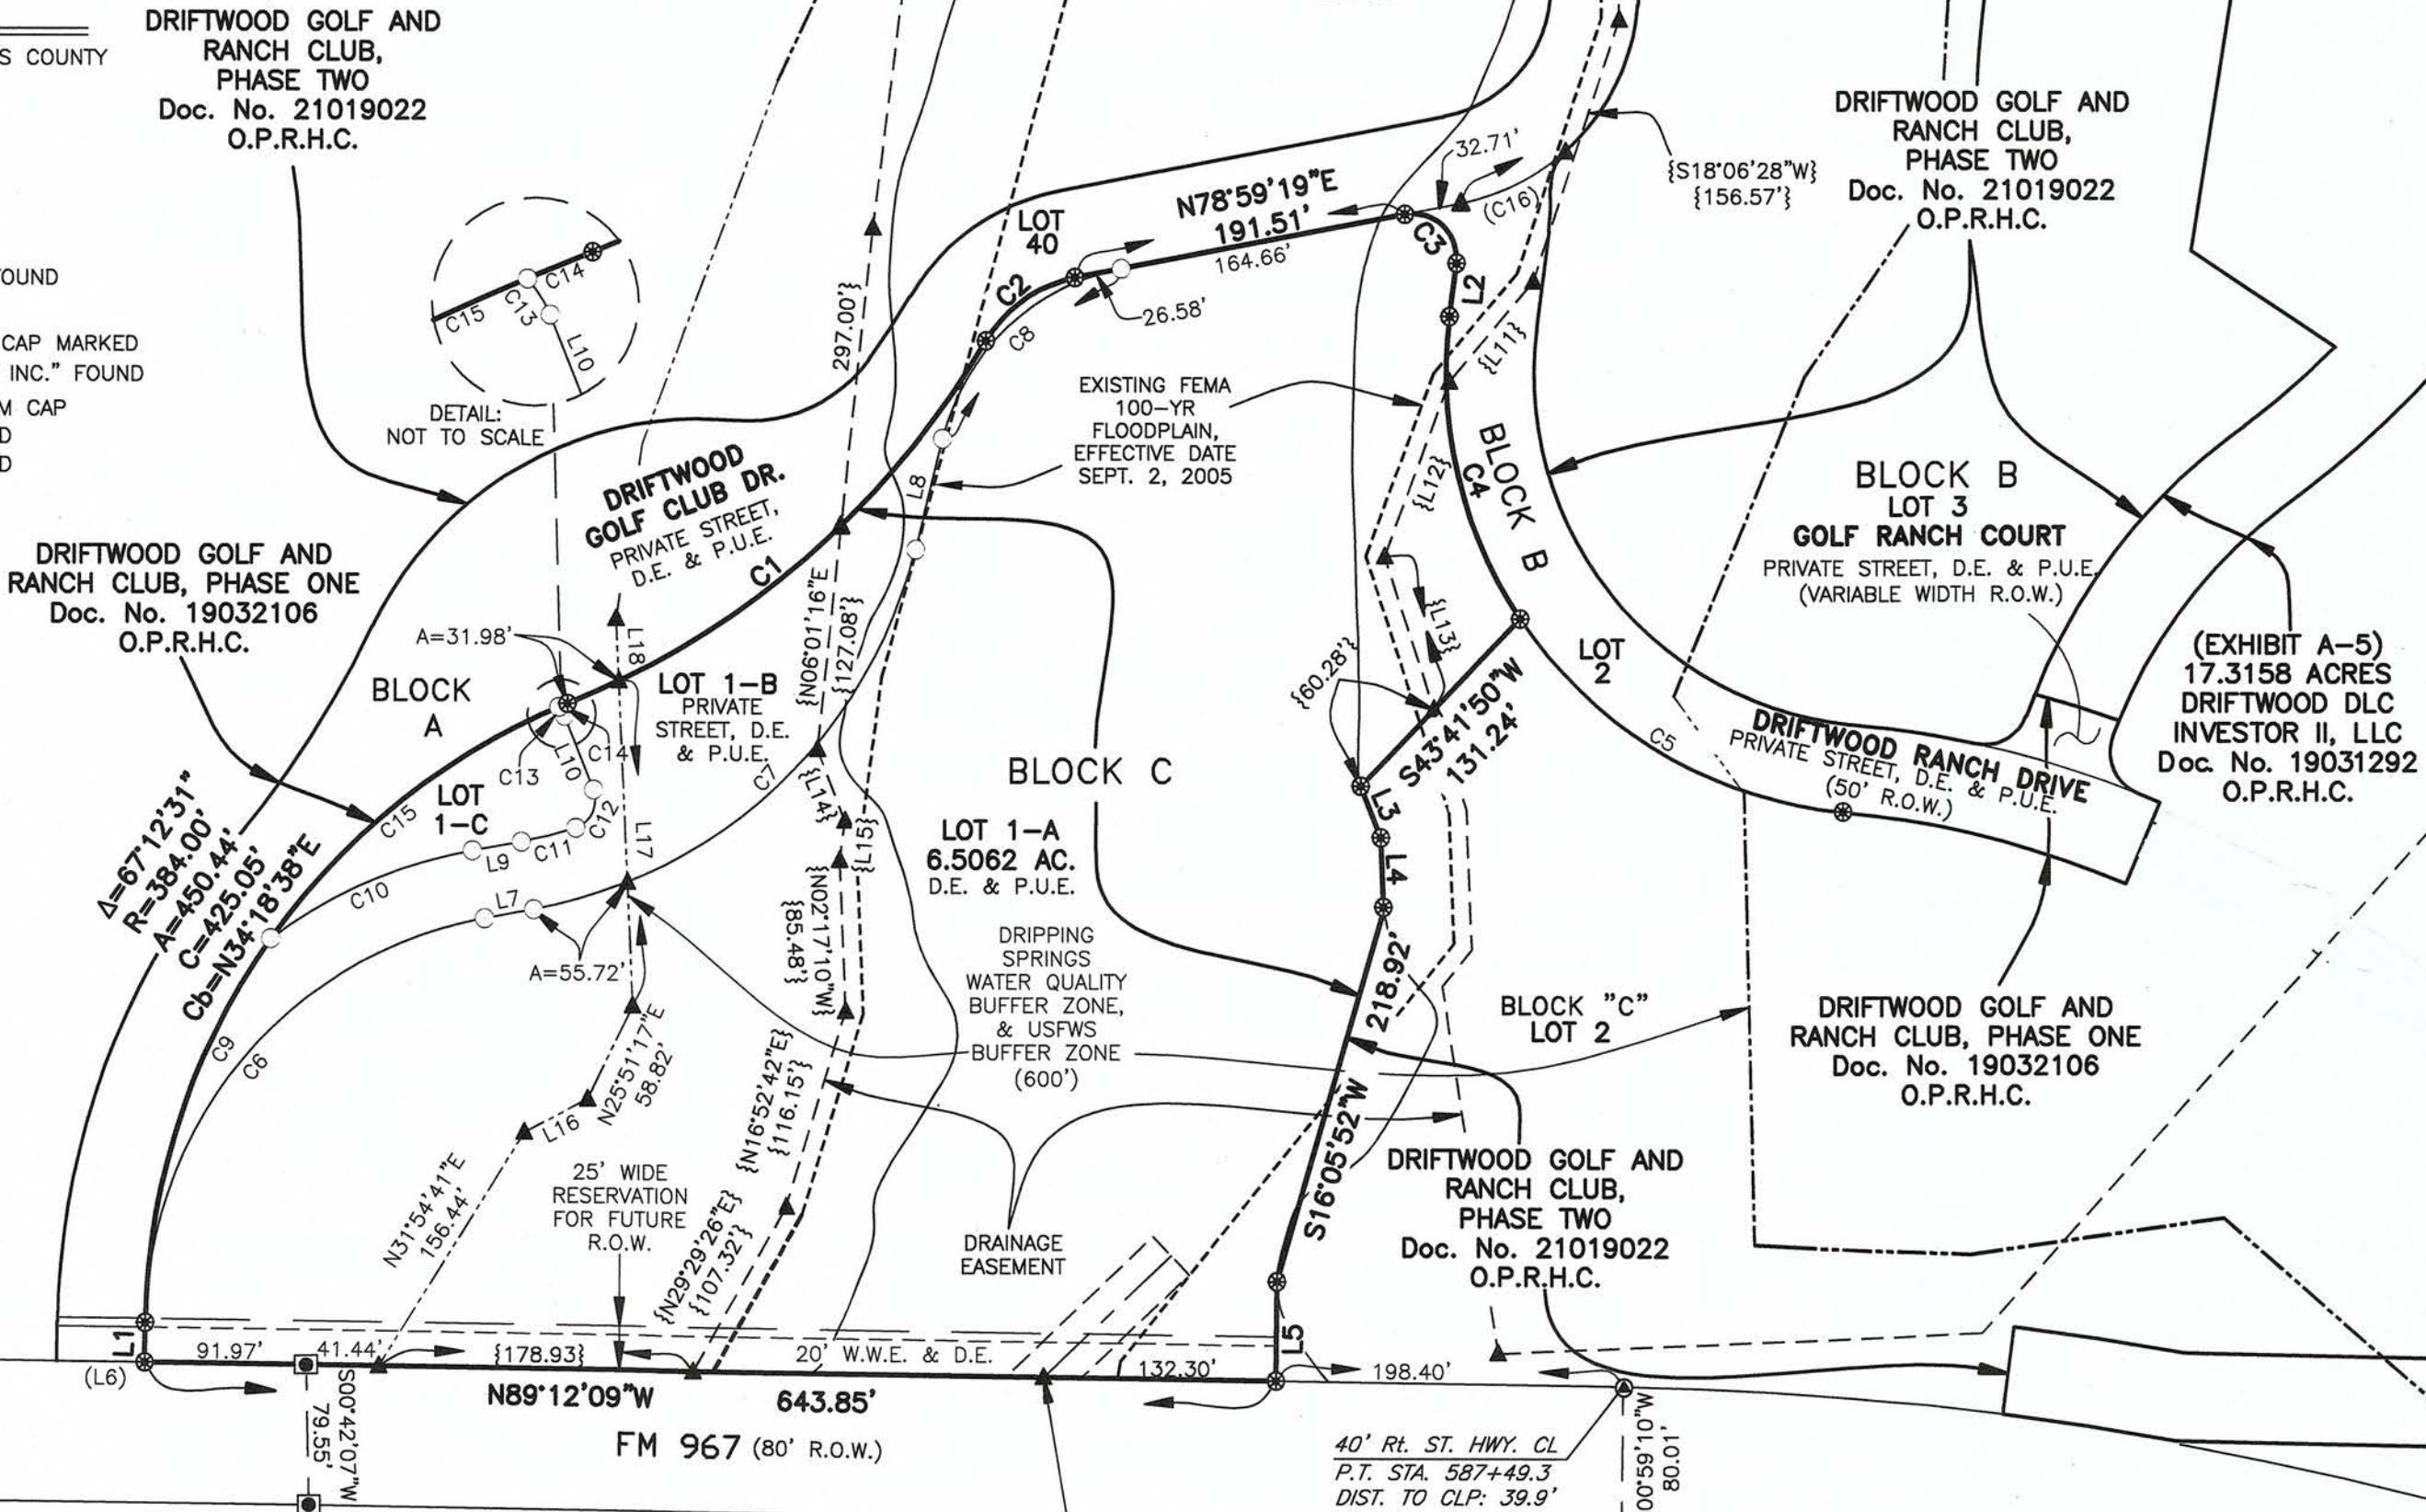 S COUNTY
DRIFTWOOD GOLF AND
RANCH CLUB,
PHASE TWO
Doc. No. 21019022
O.P.R.H.C.
OUND
CAP MARKED
INC." FOUND
M CAP
D
D
C14
C15
C13
L10
DETAIL:
NOT TO SCALE
DRIFTWOOD
GOLF CLUB DR.
PRIVATE STREET,
D.E. & P.U.E.
297.00'}
LOT
40
N78°59'19"E
191.51'
164.66'
26.58'
32.71'
(C16)
C3
L2
C2
C8
L8
C1
EXISTING FEMA
100-YR
FLOODPLAIN,
EFFECTIVE DATE
SEPT. 2, 2005
{L11}
{L12}
C4
BLOCK B
{L13}
{S18°06'28"W}
{156.57'}
DRIFTWOOD GOLF AND
RANCH CLUB,
PHASE TWO
Doc. No. 21019022
O.P.R.H.C.
BLOCK B
LOT 3
GOLF RANCH COURT
PRIVATE STREET, D.E. & P.U.E.
(VARIABLE WIDTH R.O.W.)
(EXHIBIT A-5)
17.3158 ACRES
DRIFTWOOD DLC
INVESTOR II, LLC
Doc. No. 19031292
O.P.R.H.C.
DRIFTWOOD GOLF AND
RANCH CLUB, PHASE ONE
Doc. No. 19032106
O.P.R.H.C.
A=31.98'
BLOCK
A
L18
LOT 1-B
PRIVATE
STREET, D.E.
& P.U.E.
{N06°01'16"E
{127.08'}
C13
L10
C14
C12
C15
LOT
1-C
L9
C11
C10
L7
L17
C7
{L14}
{L15}
A=55.72'
BLOCK C
LOT 1-A
6.5062 AC.
D.E. & P.U.E.
{60.28'}
S43°41'50"W
131.24'
L3
L4
LOT
2
C5
DRIFTWOOD RANCH DRIVE
PRIVATE STREET, D.E. & P.U.E.
(50' R.O.W.)
Δ=67°12'31"
R=384.00'
A=450.44'
C=425.05'
Cb=N34°18'38"E
C9
C6
{N02°17'10"W}
{85.48'}
DRIPPING
SPRINGS
WATER QUALITY
BUFFER ZONE,
& USFWS
BUFFER ZONE
(600')
218.92'
S16°05'52"W
BLOCK "C"
LOT 2
DRIFTWOOD GOLF AND
RANCH CLUB, PHASE ONE
Doc. No. 19032106
O.P.R.H.C.
L16
N25°51'17"E
58.82'
{N16°52'42"E}
{116.15'}
N31°54'41"E
156.44'
25' WIDE
RESERVATION
FOR FUTURE
R.O.W.
{N29°29'26"E}
{107.32'}
DRAINAGE
EASEMENT
DRIFTWOOD GOLF AND
RANCH CLUB,
PHASE TWO
Doc. No. 21019022
O.P.R.H.C.
L1
(L6)
91.97'
41.44'
{178.93}
20' W.W.E. & D.E.
132.30'
L5
198.40'
N89°12'09"W
643.85'
S00°42'07"W
79.55'
FM 967 (80' R.O.W.)
40' Rt. ST. HWY. CL
P.T. STA. 587+49.3
DIST. TO CLP: 39.9'
00°59'10"W
80.01'